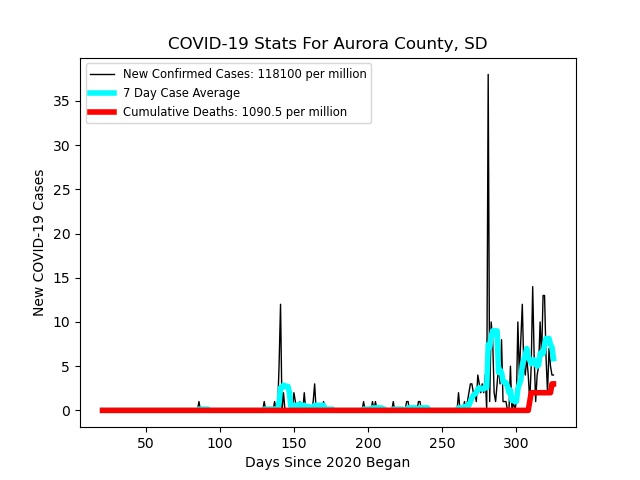 COVID-19 Stats For Aurora County, SD
New Confirmed Cases: 118100 per million
7 Day Case Average
Cumulative Deaths: 1090.5 per million
New COVID-19 Cases
35
30
25
20
15
10
5
0
50 100 150 200 250 300
Days Since 2020 Began